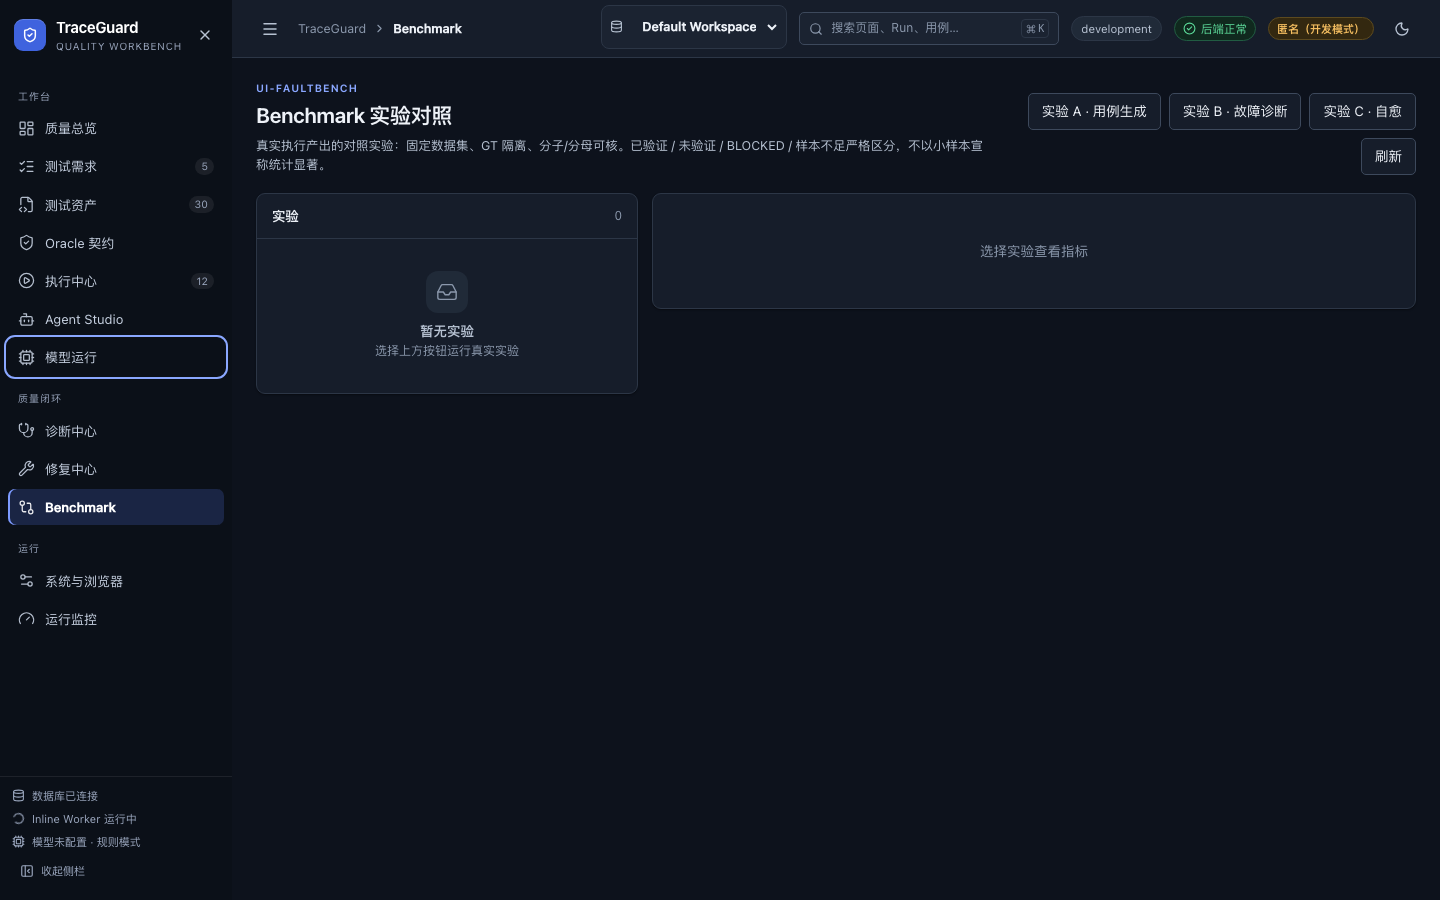 TraceGuard
QUALITY WORKBENCH
工作台
质量总览
测试需求 5
测试资产 30
Oracle 契约
执行中心 12
Agent Studio
模型运行
质量闭环
诊断中心
修复中心
Benchmark
运行
系统与浏览器
运行监控
数据库已连接
Inline Worker 运行中
模型未配置 · 规则模式
收起侧栏
TraceGuard > Benchmark
Default Workspace
搜索页面、Run、用例... ⌘ K
development
后端正常
匿名（开发模式）
UI-FAULTBENCH
Benchmark 实验对照
真实执行产出的对照实验：固定数据集、GT 隔离、分子/分母可核。已验证 / 未验证 / BLOCKED / 样本不足严格区分，不以小样本宣
称统计显著。
实验 A · 用例生成
实验 B · 故障诊断
实验 C · 自愈
刷新
实验 0
暂无实验
选择上方按钮运行真实实验
选择实验查看指标